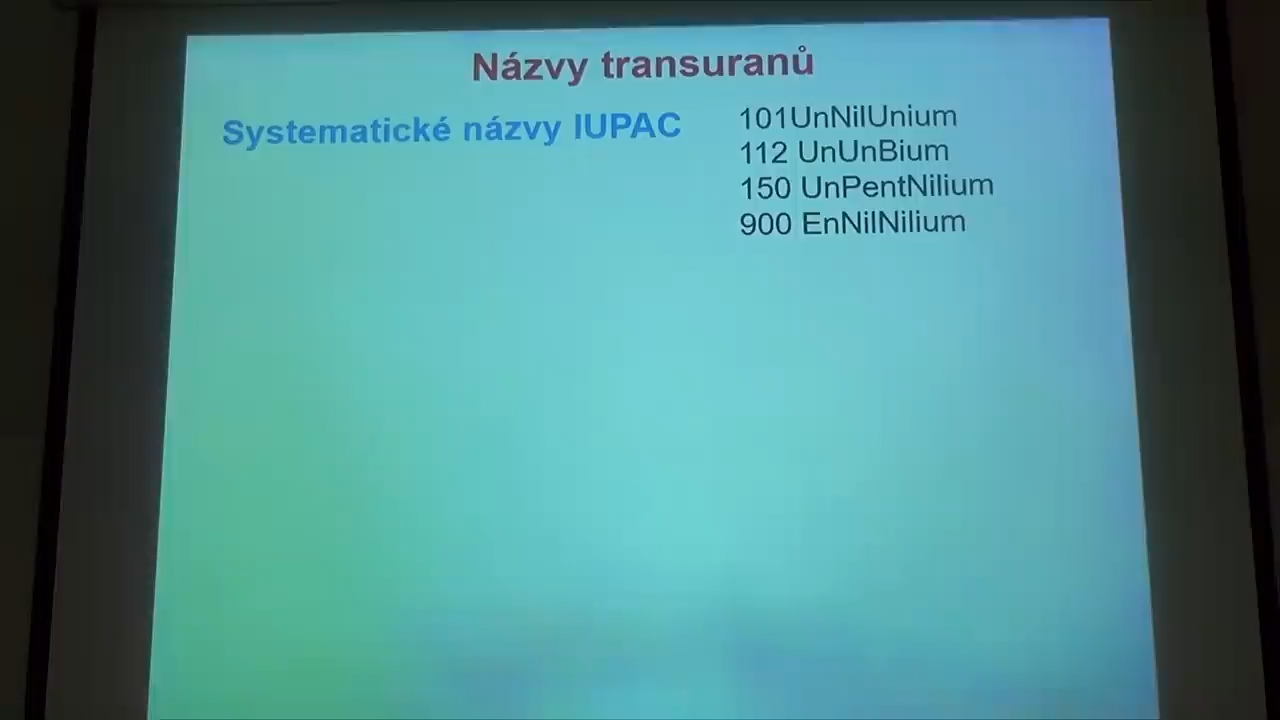 Názvy transuranů
Systematické názvy IUPAC
101UnNilUnium
112 UnUnBium
150 UnPentNilium
900 EnNilNilium